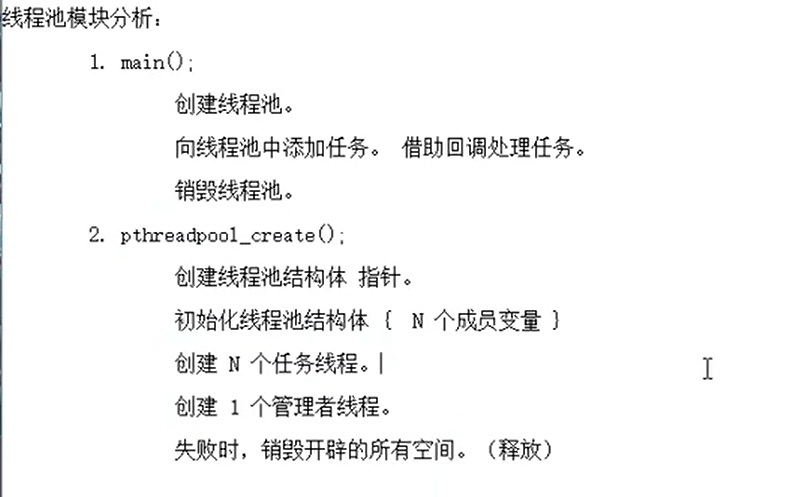 线程池模块分析:
1. main();
创建线程池。
向线程池中添加任务。 借助回调处理任务。
销毁线程池。
2. pthreadpool_create();
创建线程池结构体 指针。
初始化线程池结构体 { N 个成员变量 }
创建 N 个任务线程。
创建 1 个管理者线程。
失败时，销毁开辟的所有空间。（释放）